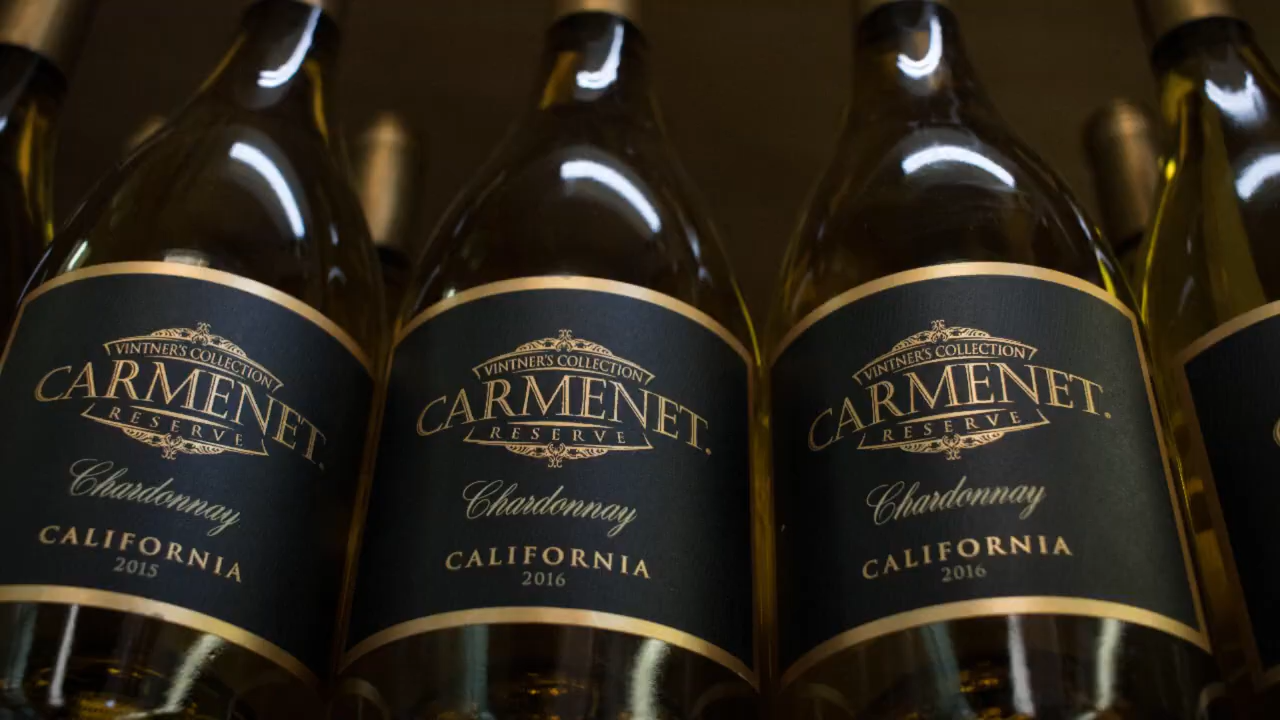 VINTNER'S COLLECTION
CARMENET
RESERVE
Chardonnay
CALIFORNIA
2015
VINTNER'S COLLECTION
CARMENET.
RESERVE
Chardonnay
CALIFORNIA
2016
VINTNER'S COLLECTION
CARMENET.
RESERVE
Chardonnay
CALIFORNIA
2016